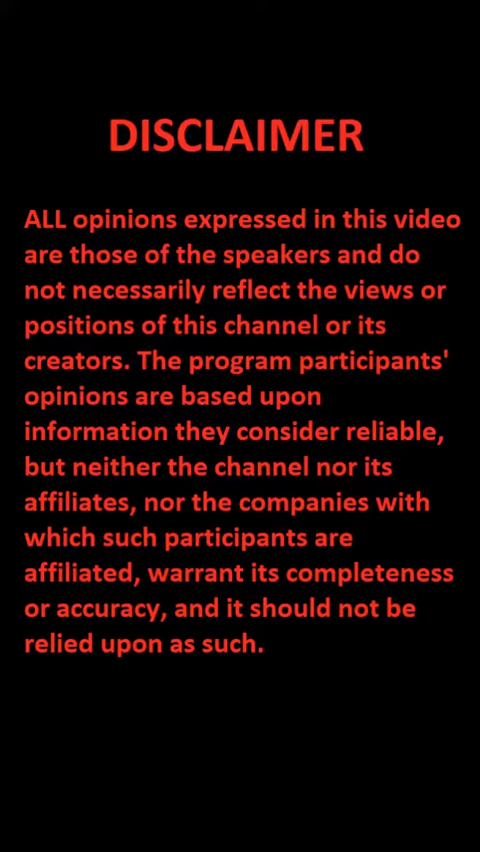 DISCLAIMER
ALL opinions expressed in this video
are those of the speakers and do
not necessarily reflect the views or
positions of this channel or its
creators. The program participants'
opinions are based upon
information they consider reliable,
but neither the channel nor its
affiliates, nor the companies with
which such participants are
affiliated, warrant its completeness
or accuracy, and it should not be
relied upon as such.